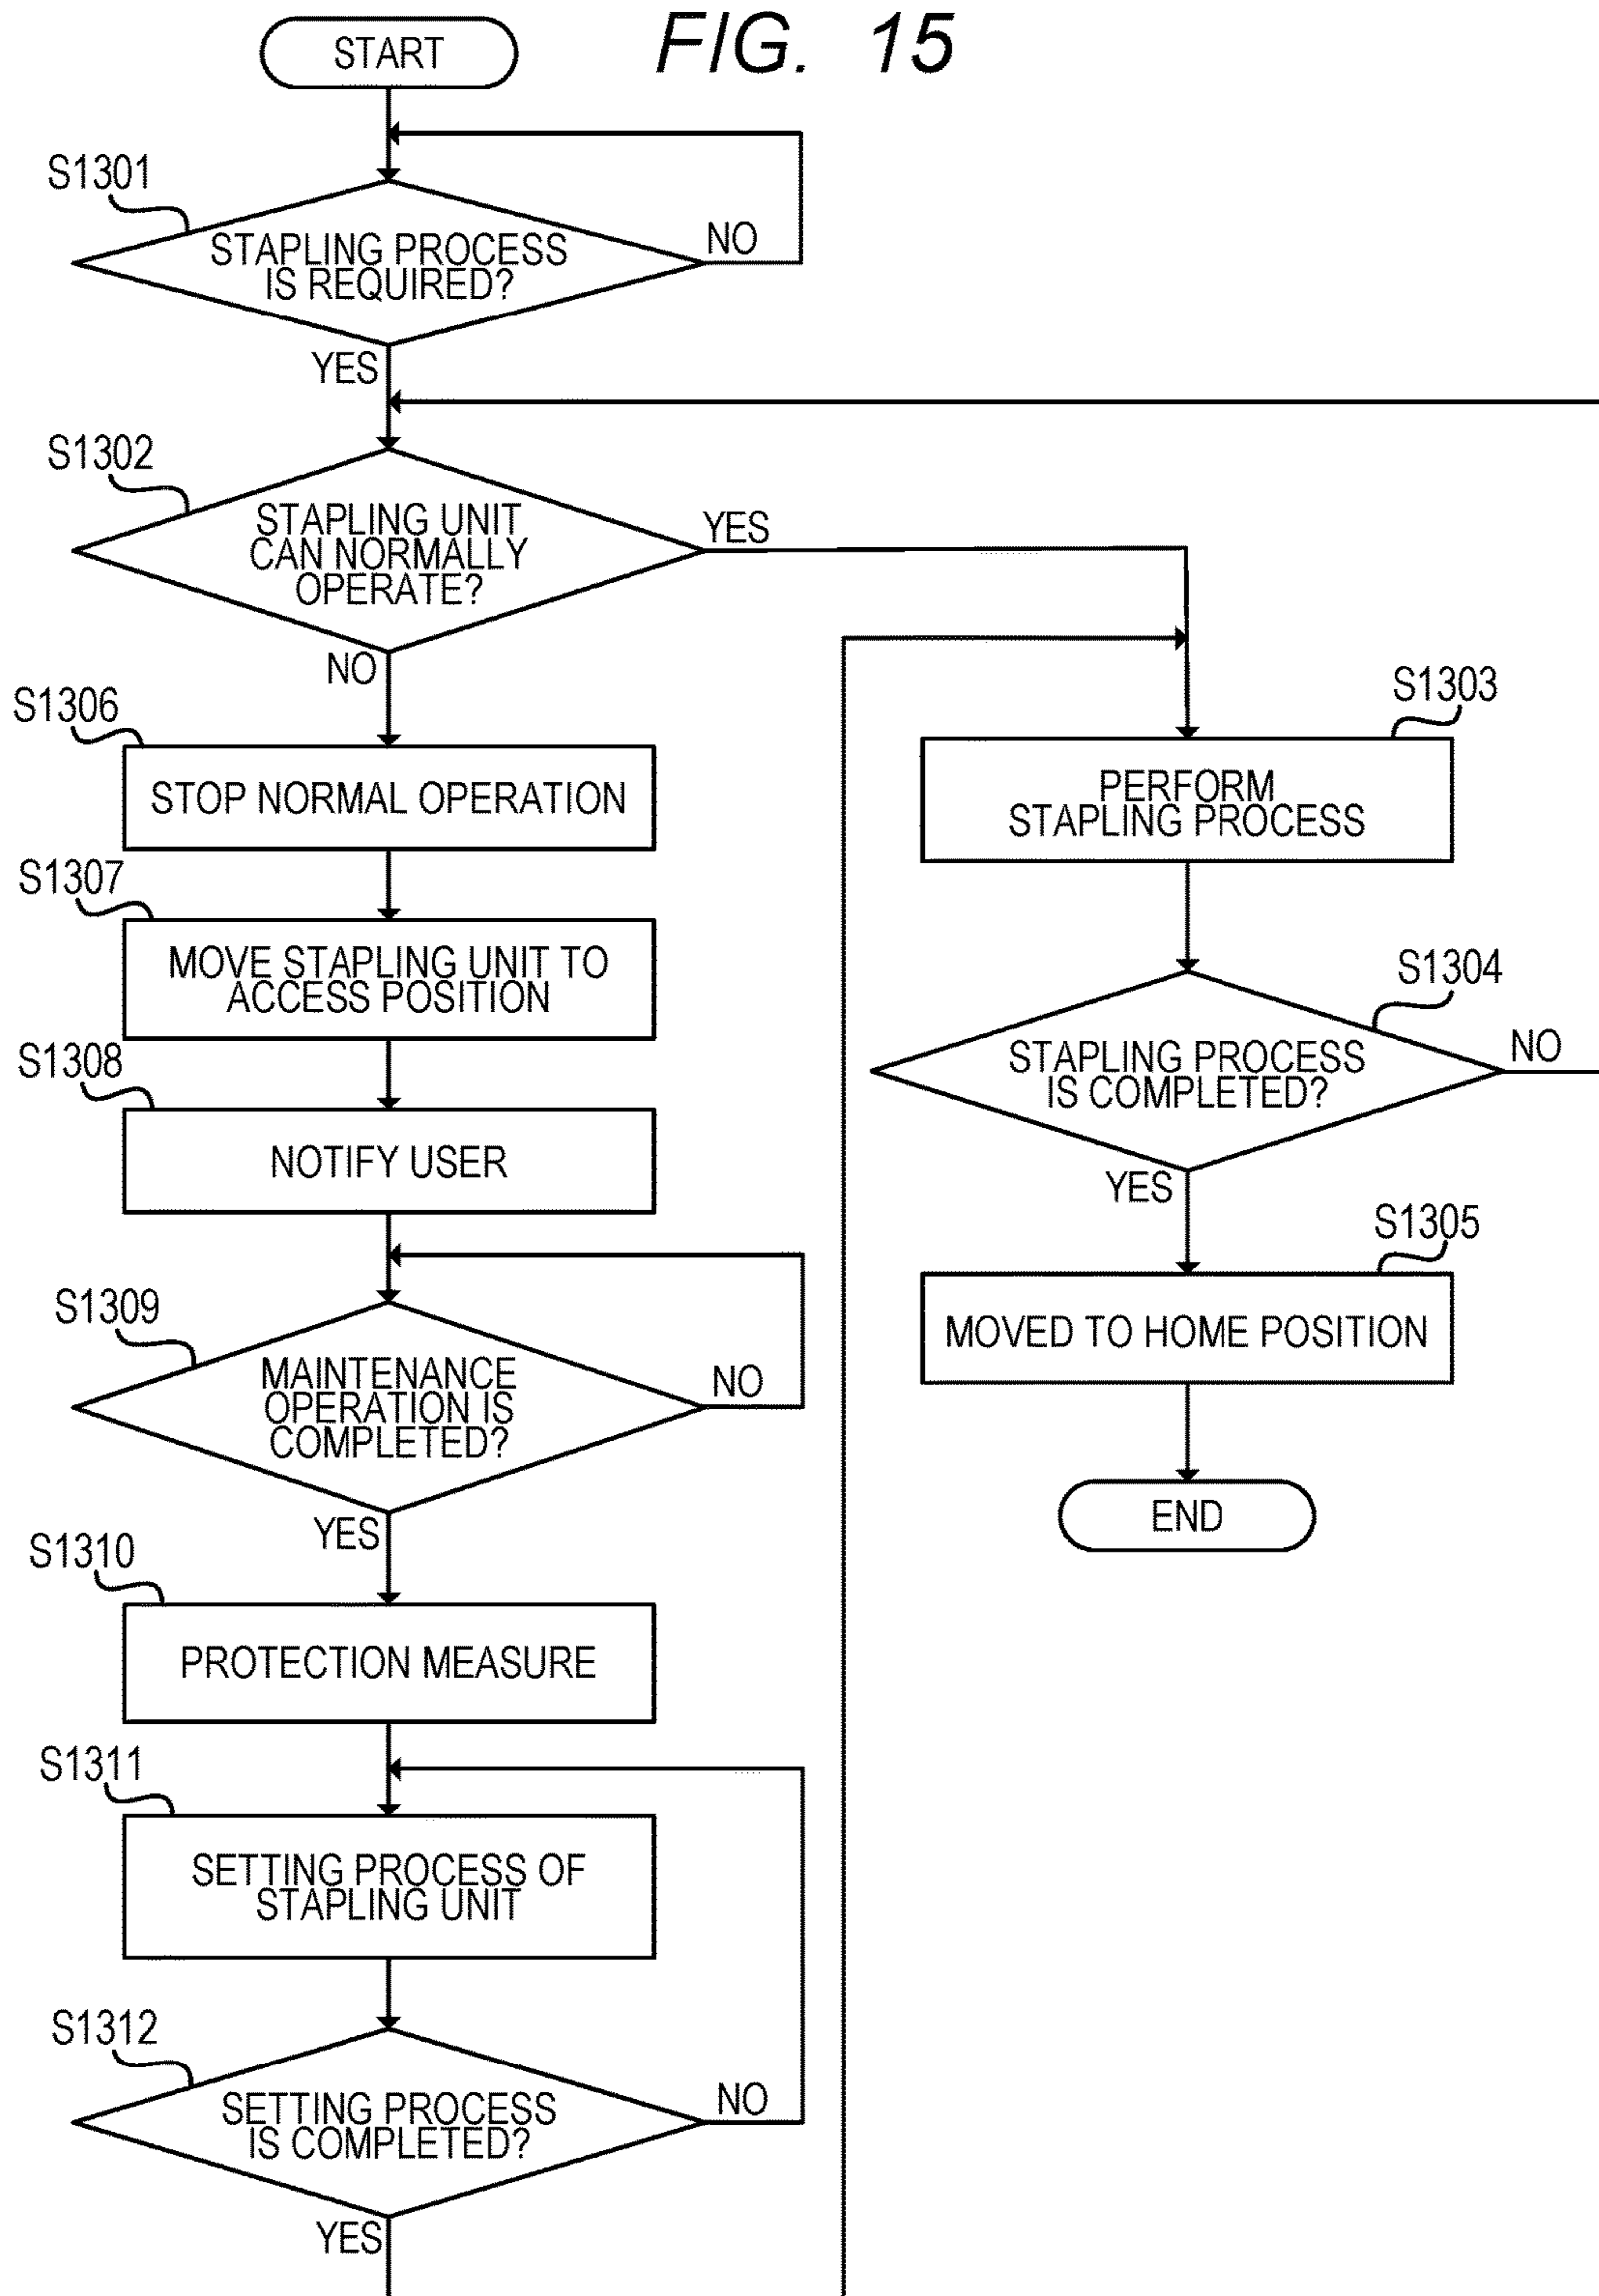 FIG. 15
START
S1301
STAPLING PROCESS
IS REQUIRED?
NO
YES
S1302
STAPLING UNIT
CAN NORMALLY
OPERATE?
YES
NO
S1306
STOP NORMAL OPERATION
S1307
MOVE STAPLING UNIT TO
ACCESS POSITION
S1308
NOTIFY USER
S1309
MAINTENANCE
OPERATION IS
COMPLETED?
NO
YES
S1310
PROTECTION MEASURE
S1311
SETTING PROCESS OF
STAPLING UNIT
S1312
SETTING PROCESS
IS COMPLETED?
NO
YES
S1303
PERFORM
STAPLING PROCESS
S1304
STAPLING PROCESS
IS COMPLETED?
NO
YES
S1305
MOVED TO HOME POSITION
END